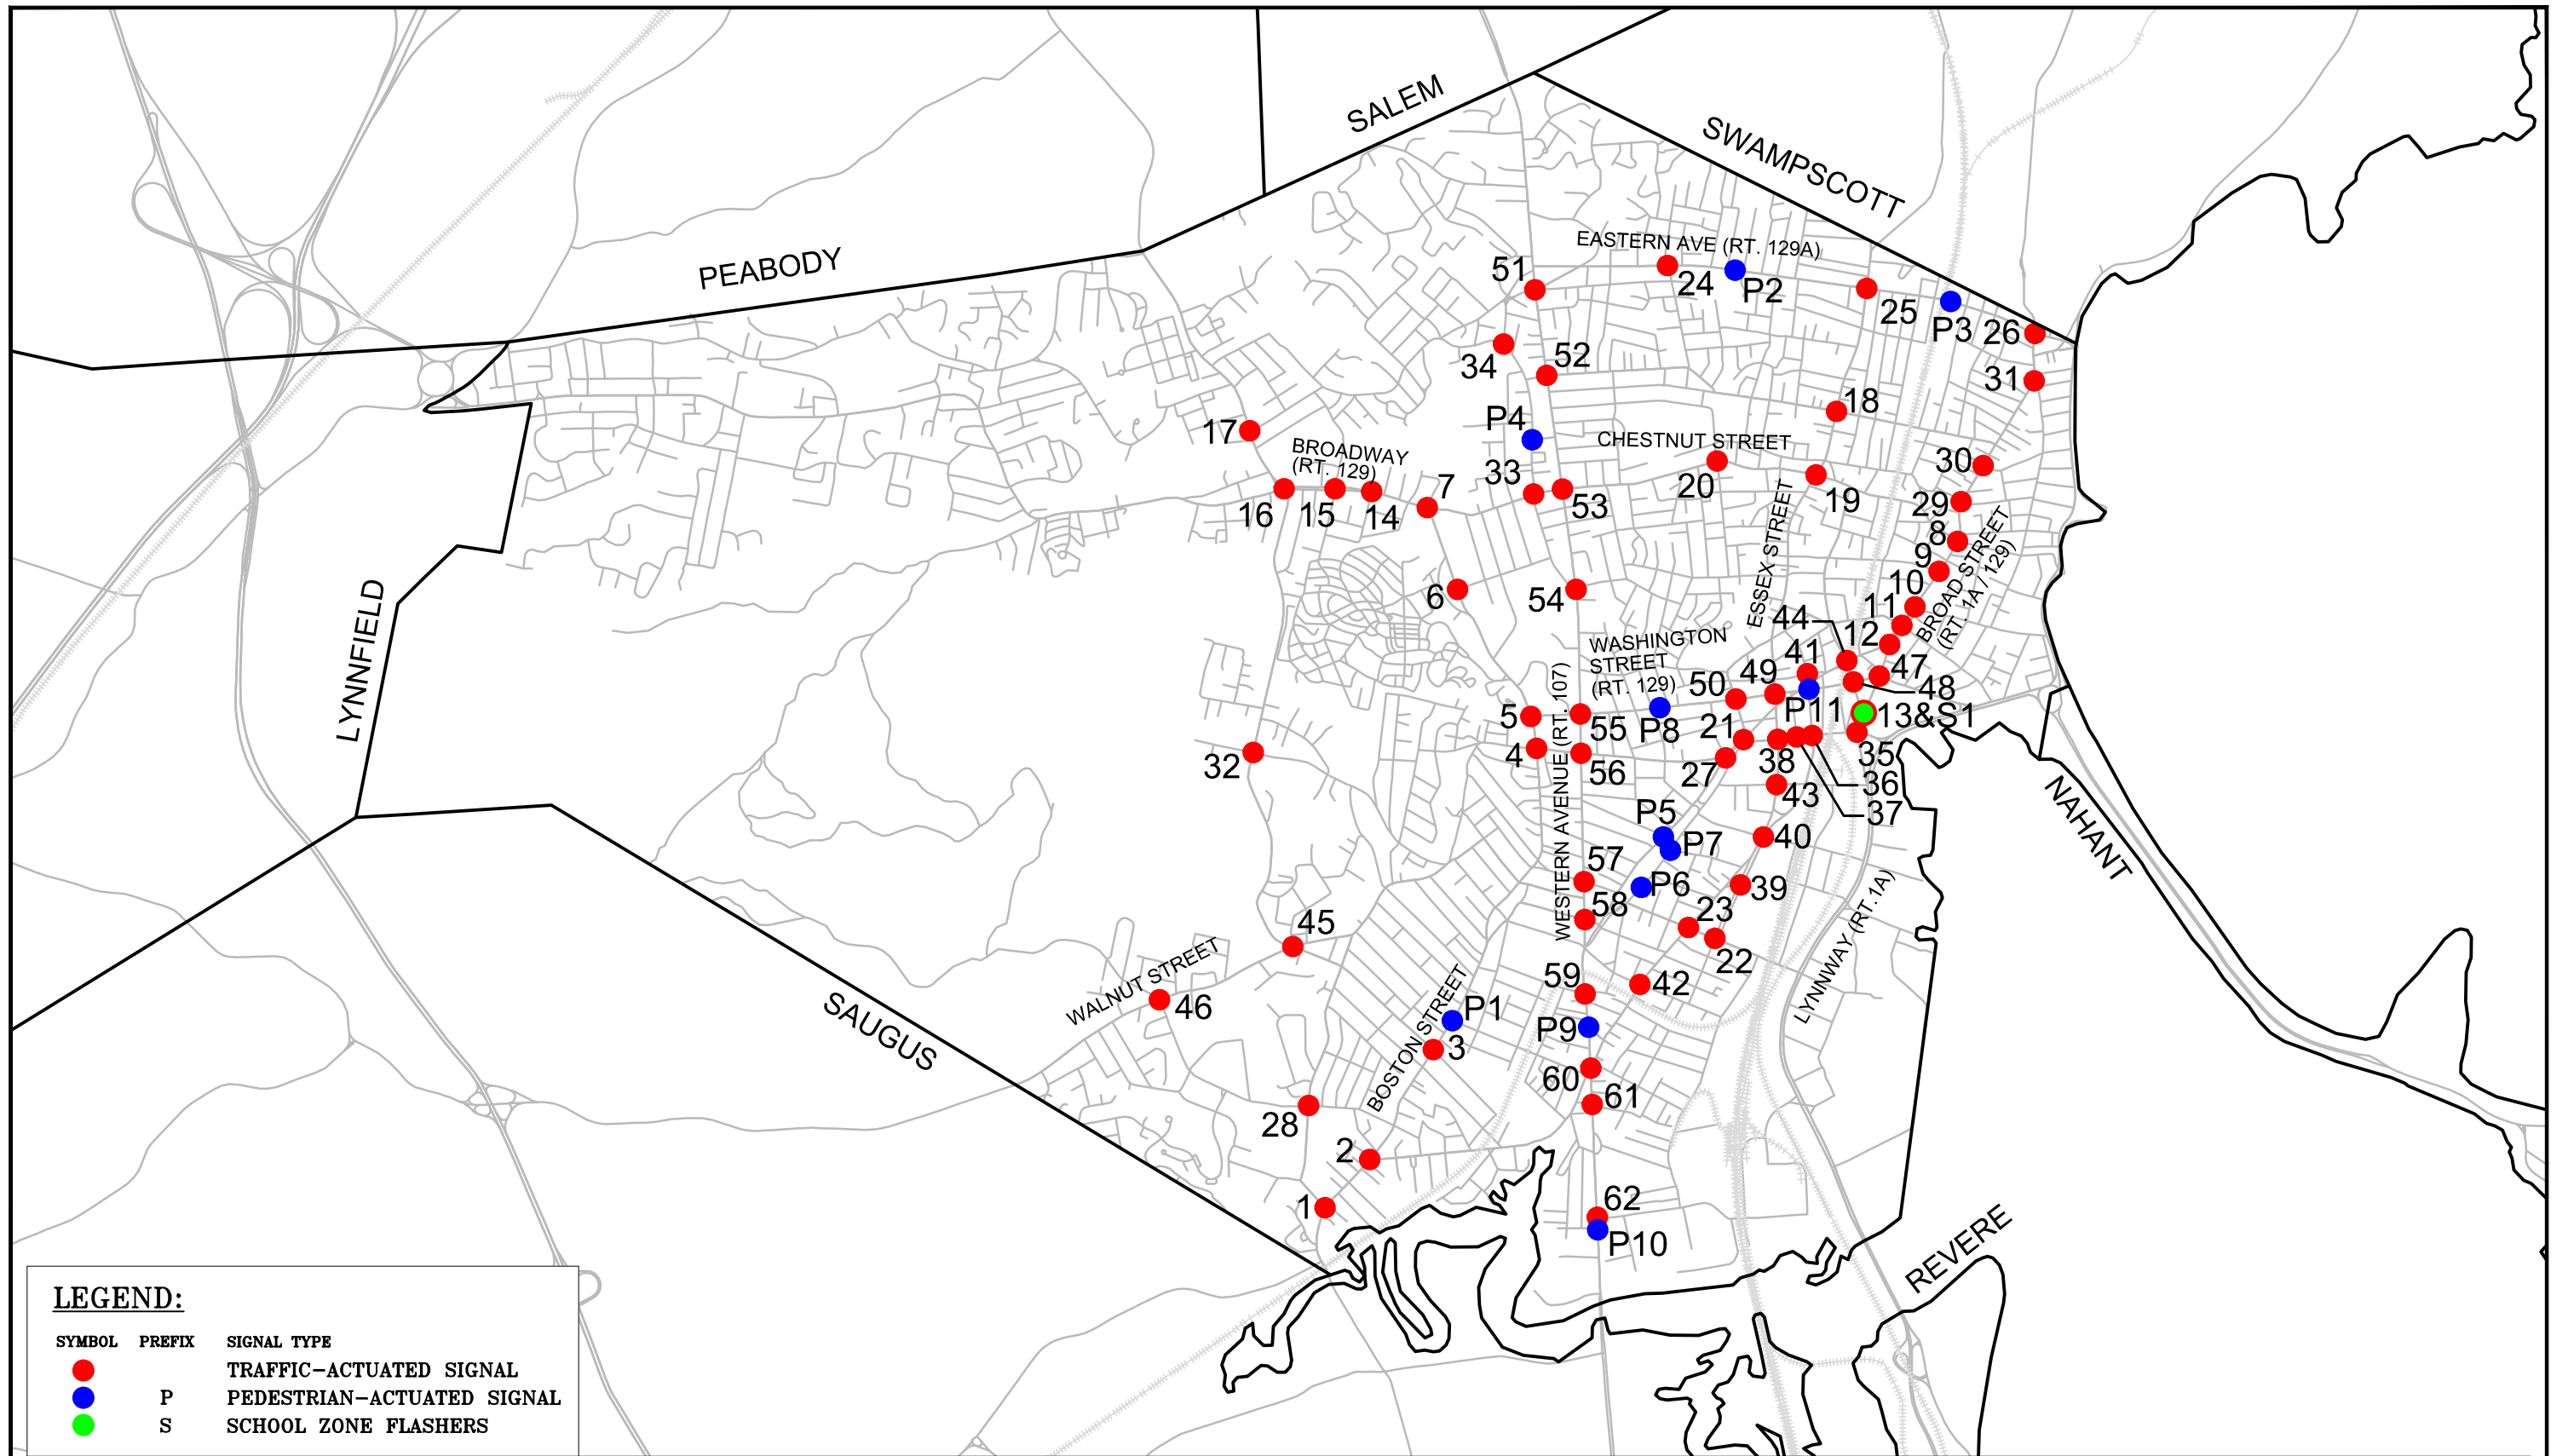 SALEM
SWAMPSCOTT
PEABODY
EASTERN AVE (RT. 129A)
51
24
P2
25
P3
26
34
52
31
17
P4
18
BROADWAY
(RT. 129)
CHESTNUT STREET
33
7
30
16
15
14
53
20
19
29
ESSEX STREET
8
9
BROAD STREET
(RT. 1A / 129)
10
6
54
11
44
12
LYNNFIELD
WASHINGTON
STREET
(RT. 129)
41
49
50
47
48
WESTERN AVENUE (RT. 107)
5
55
P8
21
P11
13&S1
4
56
32
27
38
35
36
43
37
NAHANT
P5
P7
40
57
P6
39
58
23
LYNNWAY (RT.1A)
45
22
WALNUT STREET
46
59
42
SAUGUS
BOSTON STREET
P1
P9
3
60
61
28
2
1
62
P10
REVERE
LEGEND:
SYMBOL PREFIX SIGNAL TYPE
TRAFFIC-ACTUATED SIGNAL
P PEDESTRIAN-ACTUATED SIGNAL
S SCHOOL ZONE FLASHERS